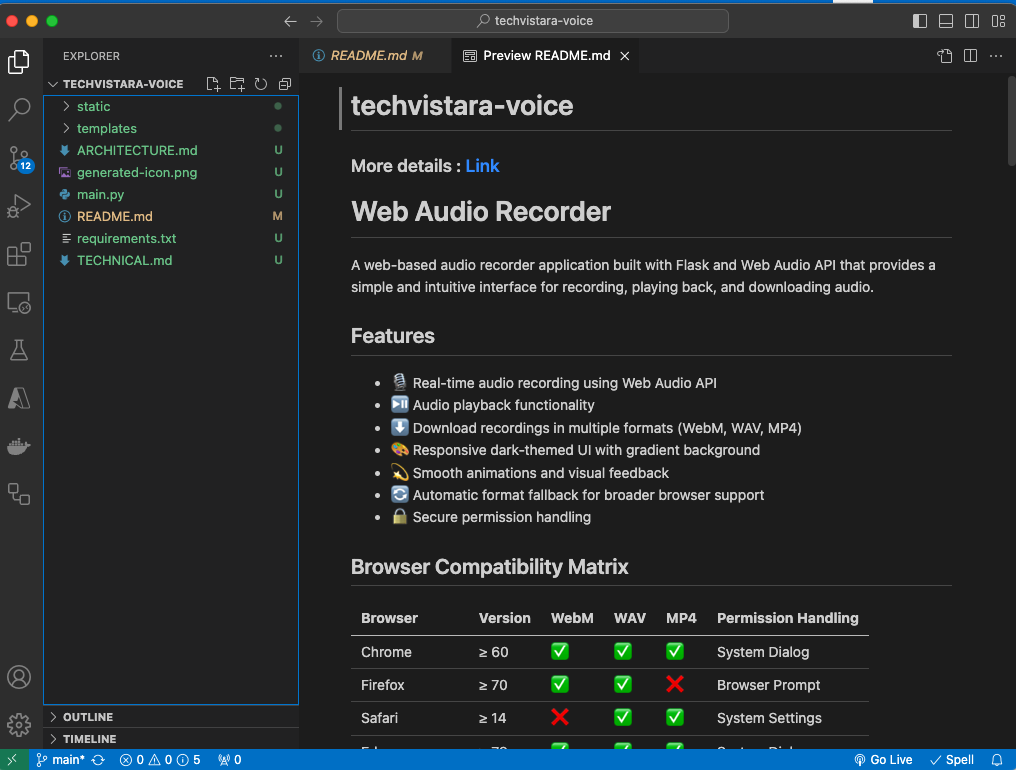 techvistara-voice
EXPLORER
README.md M
Preview README.md
TECHVISTARA-VOICE
static
templates
ARCHITECTURE.md U
generated-icon.png U
main.py U
README.md M
requirements.txt U
TECHNICAL.md U
12
OUTLINE
TIMELINE
techvistara-voice
More details : Link
Web Audio Recorder
A web-based audio recorder application built with Flask and Web Audio API that provides a
simple and intuitive interface for recording, playing back, and downloading audio.
Features
Real-time audio recording using Web Audio API
Audio playback functionality
Download recordings in multiple formats (WebM, WAV, MP4)
Responsive dark-themed UI with gradient background
Smooth animations and visual feedback
Automatic format fallback for broader browser support
Secure permission handling
Browser Compatibility Matrix
Browser Version WebM WAV MP4 Permission Handling
Chrome ≥ 60 ✅ ✅ ✅ System Dialog
Firefox ≥ 70 ✅ ✅ ❌ Browser Prompt
Safari ≥ 14 ❌ ✅ ✅ System Settings
main* 0 0 5 0 Go Live Spell